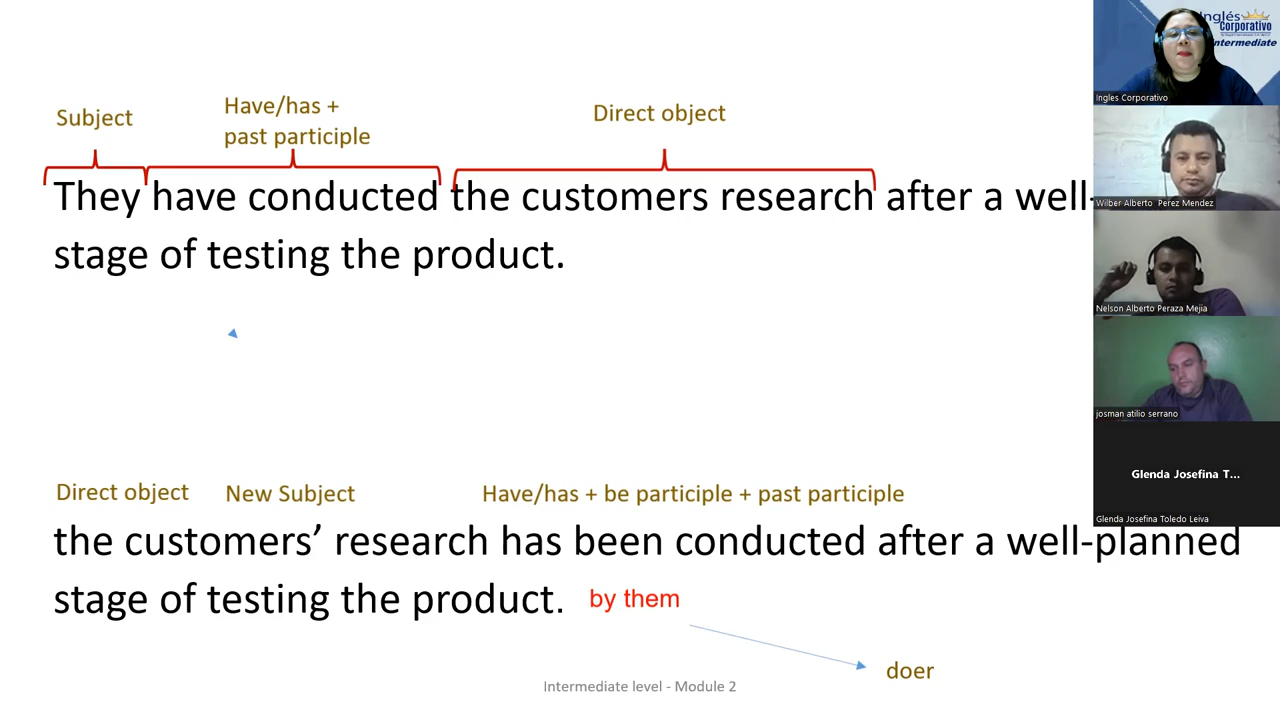 Subject
Have/has +
past participle
Direct object
They have conducted the customers research after a well-
stage of testing the product.
Direct object
New Subject
Have/has + be participle + past participle
the customers’ research has been conducted after a well-planned
stage of testing the product.
by them
doer
Intermediate level - Module 2
Inglés
Corporativo
Intermediate
Ingles Corporativo
Wilber Alberto Perez Mendez
Nelson Alberto Peraza Mejia
josman atilio serrano
Glenda Josefina T...
Glenda Josefina Toledo Leiva